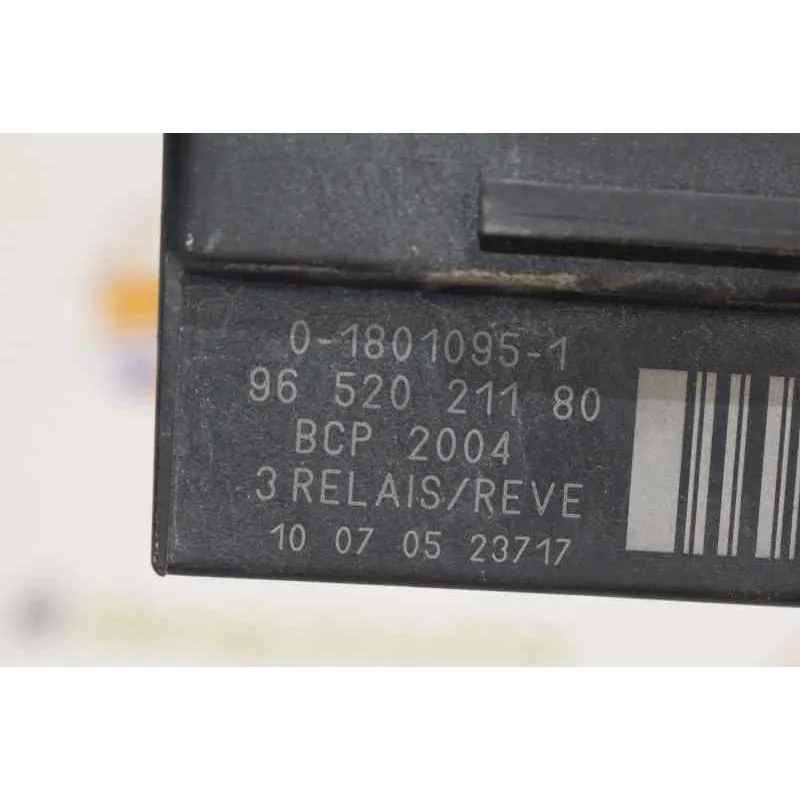 0-1801095-1
96 520 211 80
BCP 2004
3 RELAIS/REVE
10 07 05 23717